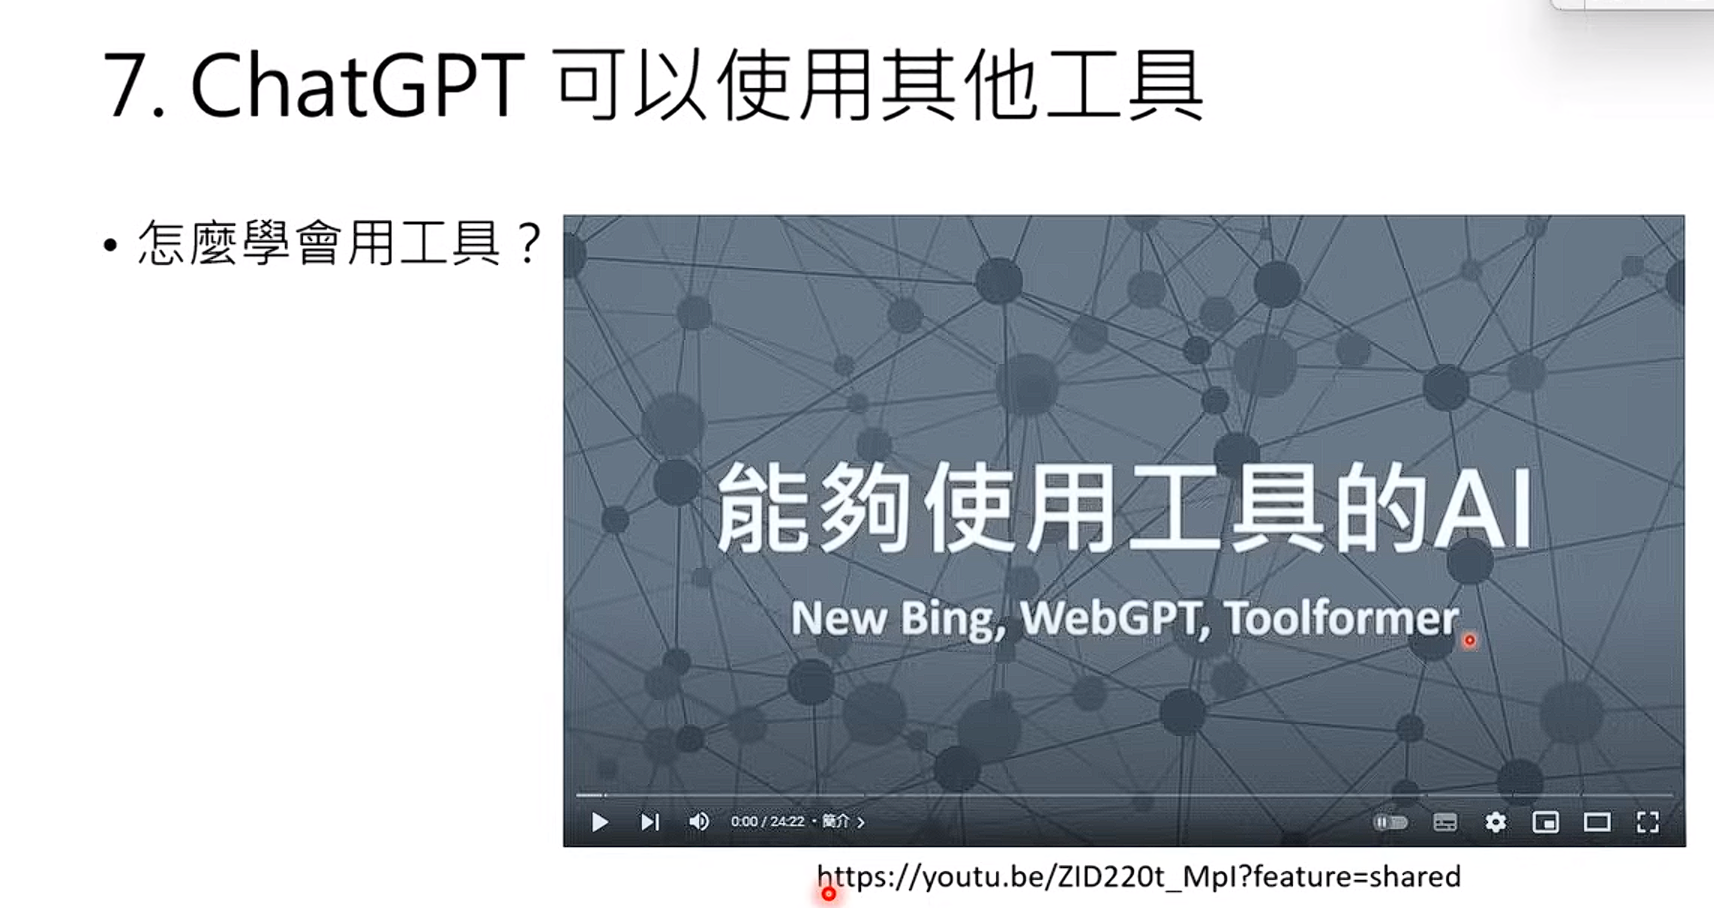 7. ChatGPT 可以使用其他工具
• 怎麼學會用工具？
能夠使用工具的AI
New Bing, WebGPT, Toolformer
0:00 / 24:22 • 簡介 >
https://youtu.be/ZID220t_MpI?feature=shared